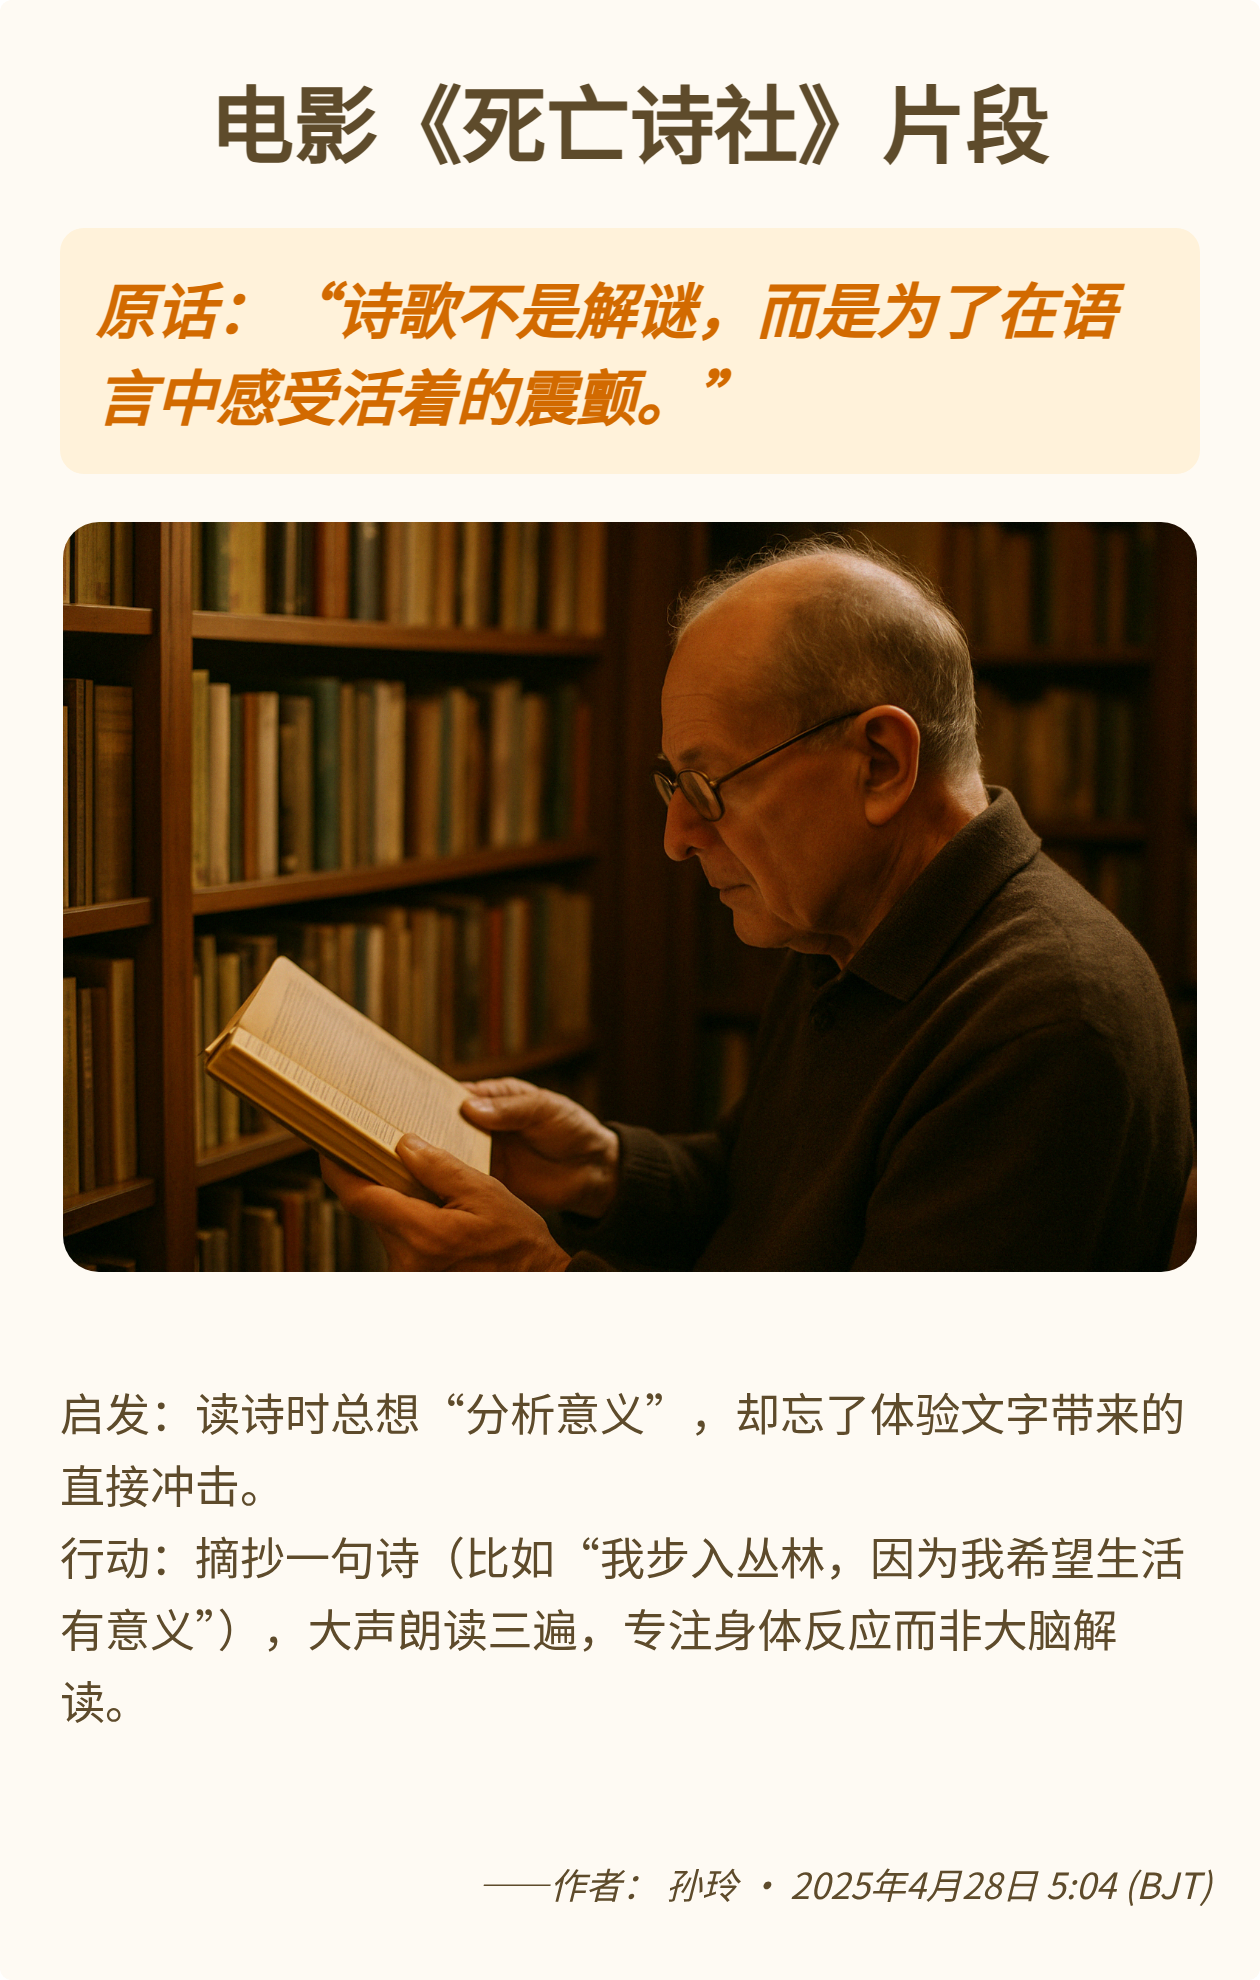 电影《死亡诗社》片段
原话：“诗歌不是解谜，而是为了在语
言中感受活着的震颤。”
启发：读诗时总想“分析意义”，却忘了体验文字带来的
直接冲击。
行动：摘抄一句诗（比如“我步入丛林，因为我希望生活
有意义”），大声朗读三遍，专注身体反应而非大脑解
读。
——作者： 孙玲 • 2025年4月28日 5:04 (BJT)